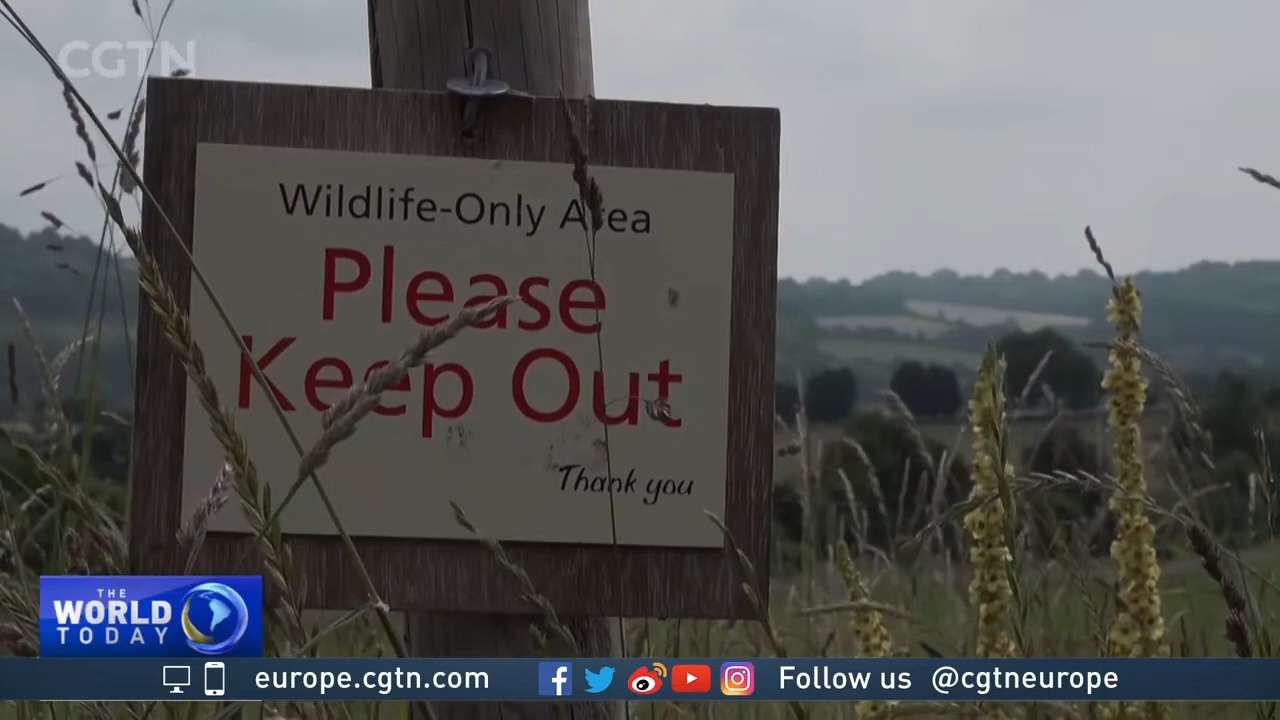 CGTN
Wildlife-Only Area
Please
Keep Out
Thank you
THE
WORLD
TODAY
europe.cgtn.com
Follow us @cgtneurope